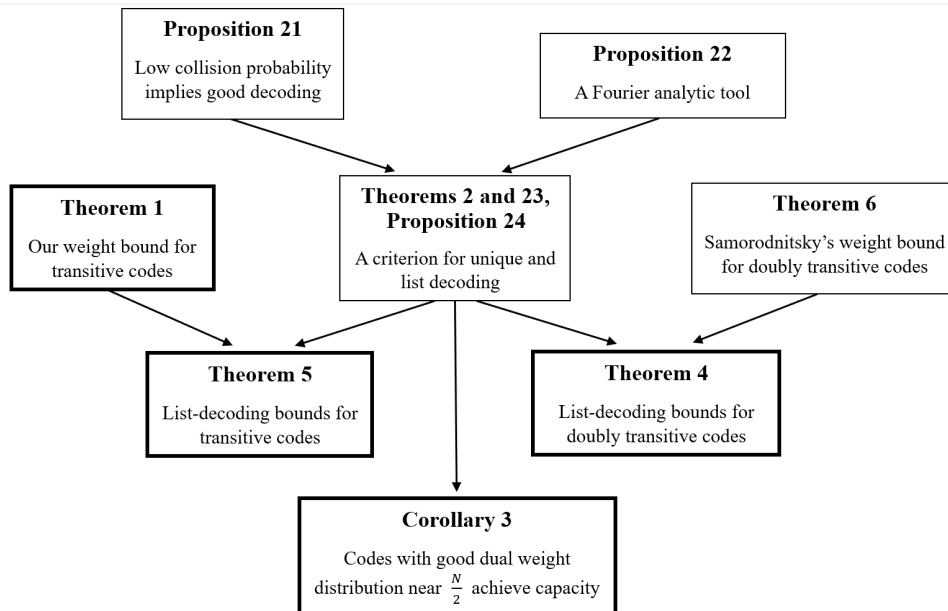 Proposition 21
Low collision probability
implies good decoding
Proposition 22
A Fourier analytic tool
Theorem 1
Our weight bound for
transitive codes
Theorems 2 and 23,
Proposition 24
A criterion for unique and
list decoding
Theorem 6
Samorodnitsky's weight bound
for doubly transitive codes
Theorem 5
List-decoding bounds for
transitive codes
Theorem 4
List-decoding bounds for
doubly transitive codes
Corollary 3
Codes with good dual weight
distribution near N/2 achieve capacity